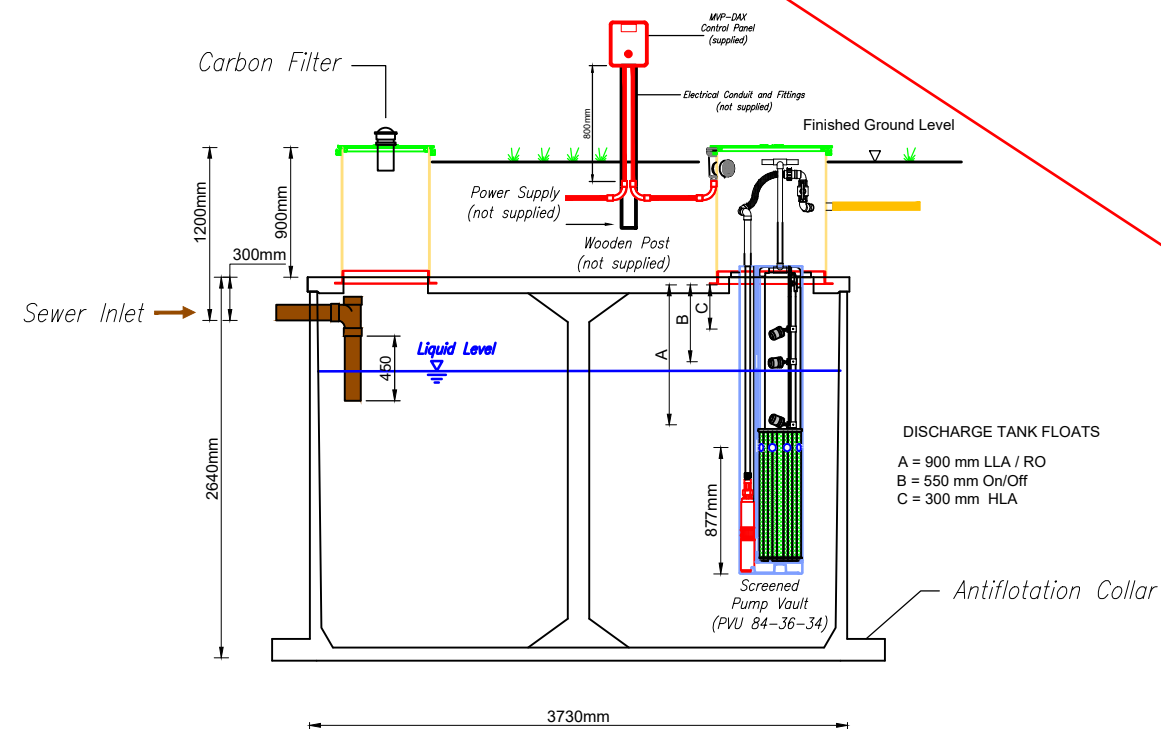 MVP-DAX
Control Panel
(supplied)
Carbon Filter
Electrical Conduit and Fittings
(not supplied)
800mm
Finished Ground Level
1200mm
900mm
300mm
Power Supply
(not supplied)
Wooden Post
(not supplied)
Sewer Inlet
Liquid Level
450
A
B
C
2640mm
877mm
DISCHARGE TANK FLOATS
A = 900 mm LLA / RO
B = 550 mm On/Off
C = 300 mm HLA
Screened
Pump Vault
(PVU 84-36-34)
Antiflotation Collar
3730mm